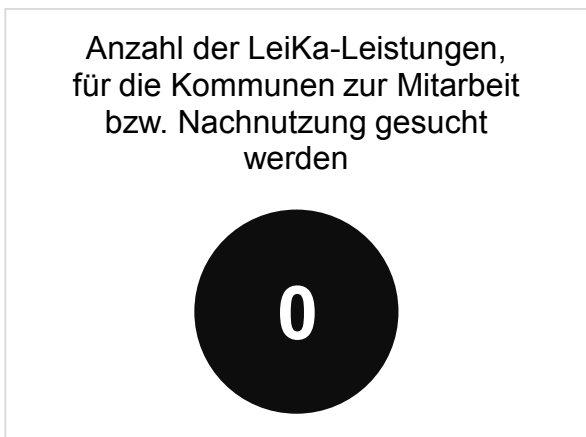 Anzahl der LeiKa-Leistungen,
für die Kommunen zur Mitarbeit
bzw. Nachnutzung gesucht
werden
0